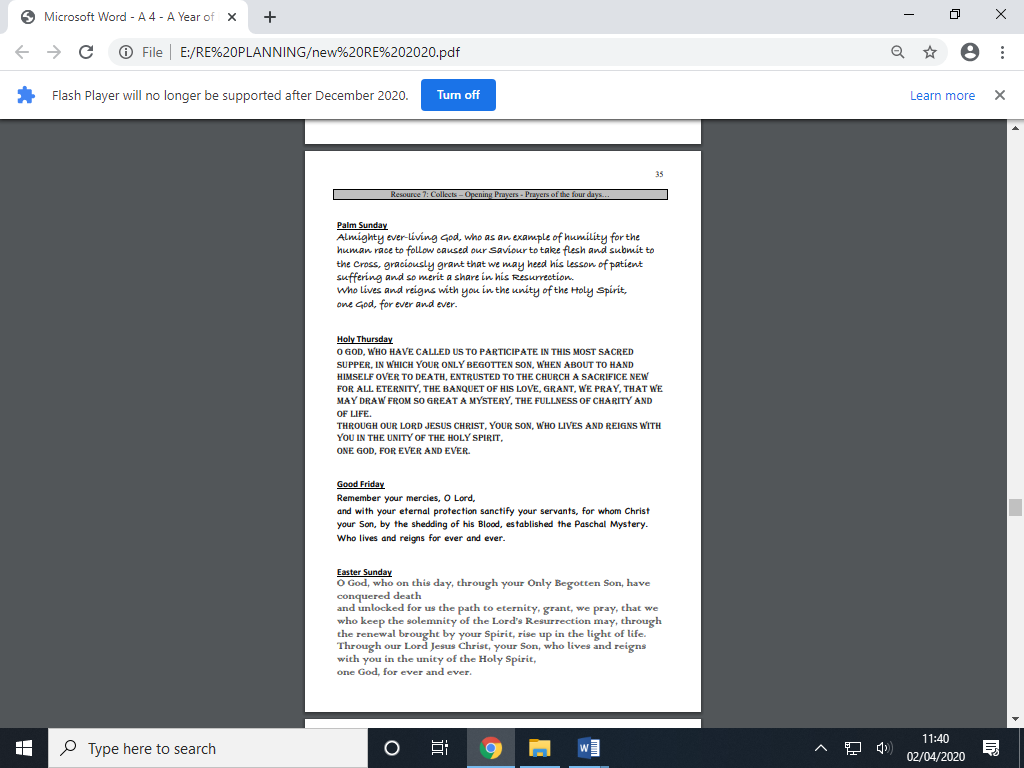 Microsoft Word - A 4 - A Year of
File | E:/RE%20PLANNING/new%20RE%202020.pdf
Flash Player will no longer be supported after December 2020.
Turn off
Learn more
35
Resource 7: Collects – Opening Prayers - Prayers of the four days…
Palm Sunday
Almighty ever-living God, who as an example of humility for the
human race to follow caused our Saviour to take flesh and submit to
the Cross, graciously grant that we may heed his lesson of patient
suffering and so merit a share in his Resurrection.
Who lives and reigns with you in the unity of the Holy Spirit,
one God, for ever and ever.
Holy Thursday
O GOD, WHO HAVE CALLED US TO PARTICIPATE IN THIS MOST SACRED
SUPPER, IN WHICH YOUR ONLY BEGOTTEN SON, WHEN ABOUT TO HAND
HIMSELF OVER TO DEATH, ENTRUSTED TO THE CHURCH A SACRIFICE NEW
FOR ALL ETERNITY, THE BANQUET OF HIS LOVE, GRANT, WE PRAY, THAT WE
MAY DRAW FROM SO GREAT A MYSTERY, THE FULLNESS OF CHARITY AND
OF LIFE.
THROUGH OUR LORD JESUS CHRIST, YOUR SON, WHO LIVES AND REIGNS WITH
YOU IN THE UNITY OF THE HOLY SPIRIT,
ONE GOD, FOR EVER AND EVER.
Good Friday
Remember your mercies, O Lord,
and with your eternal protection sanctify your servants, for whom Christ
your Son, by the shedding of his Blood, established the Paschal Mystery.
Who lives and reigns for ever and ever.
Easter Sunday
O God, who on this day, through your Only Begotten Son, have
conquered death
and unlocked for us the path to eternity, grant, we pray, that we
who keep the solemnity of the Lord's Resurrection may, through
the renewal brought by your Spirit, rise up in the light of life.
Through our Lord Jesus Christ, your Son, who lives and reigns
with you in the unity of the Holy Spirit,
one God, for ever and ever.
Type here to search
11:40
02/04/2020